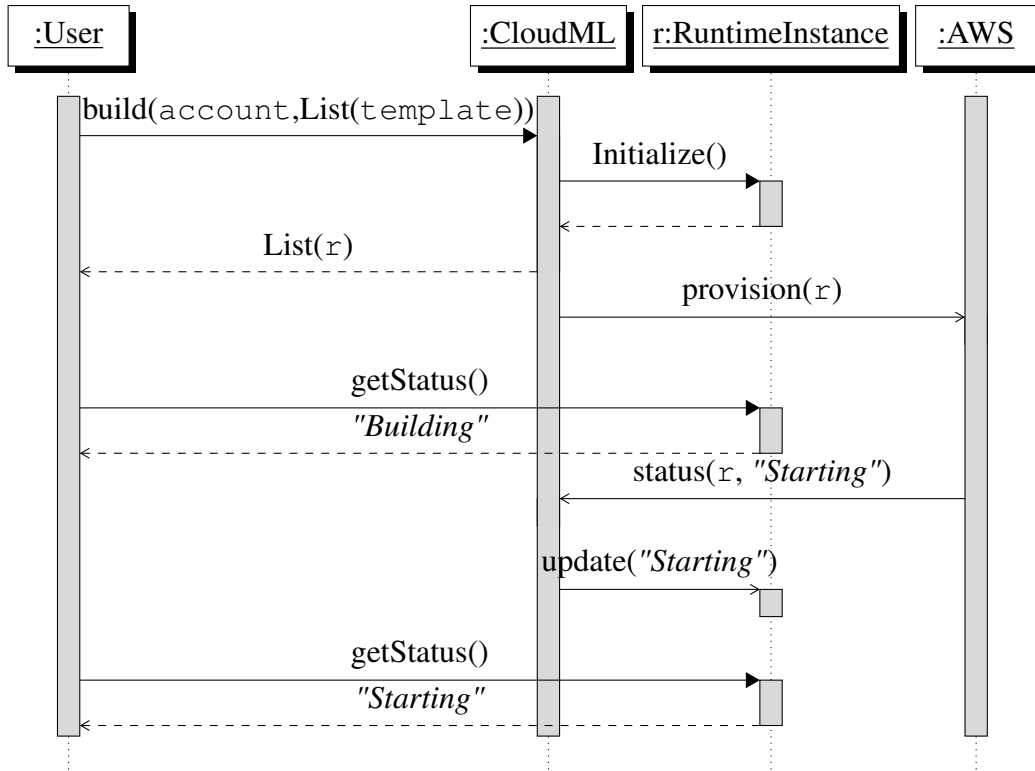 :User
:CloudML
r:RuntimeInstance
:AWS
build(account,List(template))
Initialize()
List(r)
provision(r)
getStatus()
"Building"
status(r, "Starting")
update("Starting")
getStatus()
"Starting"